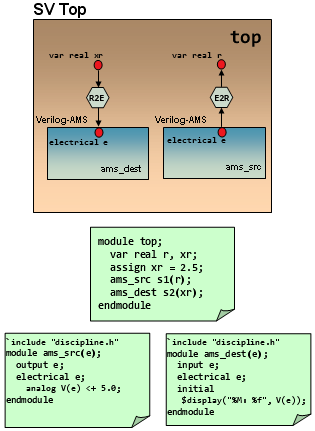 SV Top
top
var real xr
var real r
R2E
E2R
Verilog-AMS
Verilog-AMS
electrical e
electrical e
ams_dest
ams_src
module top;
var real r, xr;
assign xr = 2.5;
ams_src s1(r);
ams_dest s2(xr);
endmodule
`include "discipline.h"
module ams_src(e);
output e;
electrical e;
analog V(e) <+ 5.0;
endmodule
`include "discipline.h"
module ams_dest(e);
input e;
electrical e;
initial
$display("%M: %f", V(e));
endmodule